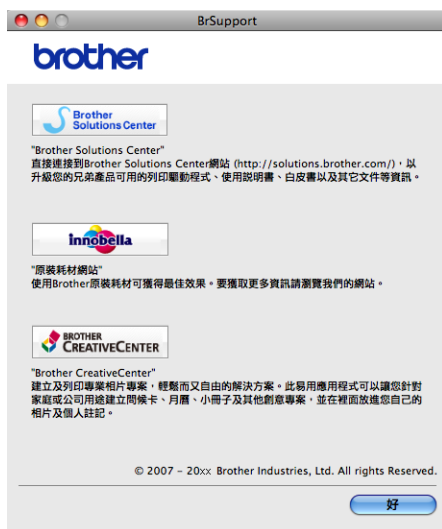 BrSupport
brother
Brother
Solutions Center
"Brother Solutions Center"
直接連接到Brother Solutions Center網站 (http://solutions.brother.com/)，以
升級您的兄弟產品可用的列印驅動程式、使用說明書、白皮書以及其它文件等資訊。
innobella
"原裝耗材網站"
使用Brother原裝耗材可獲得最佳效果。要獲取更多資訊請瀏覽我們的網站。
BROTHER
CREATIVECENTER
"Brother CreativeCenter"
建立及列印專業相片專案，輕鬆而又自由的解決方案。此易用應用程式可以讓您針對
家庭或公司用途建立問候卡、月曆、小冊子及其他創意專案，並在裡面放進您自己的
相片及個人註記。
© 2007 – 20xx Brother Industries, Ltd. All rights Reserved.
好